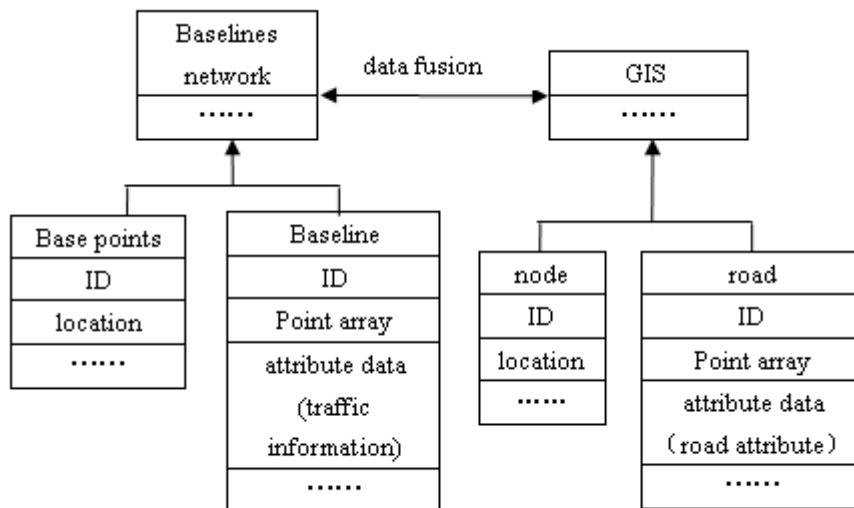 Baselines
network
……
data fusion
GIS
……
Base points
ID
location
……
Baseline
ID
Point array
attribute data
(traffic
information)
……
node
ID
location
……
road
ID
Point array
attribute data
(road attribute)
……